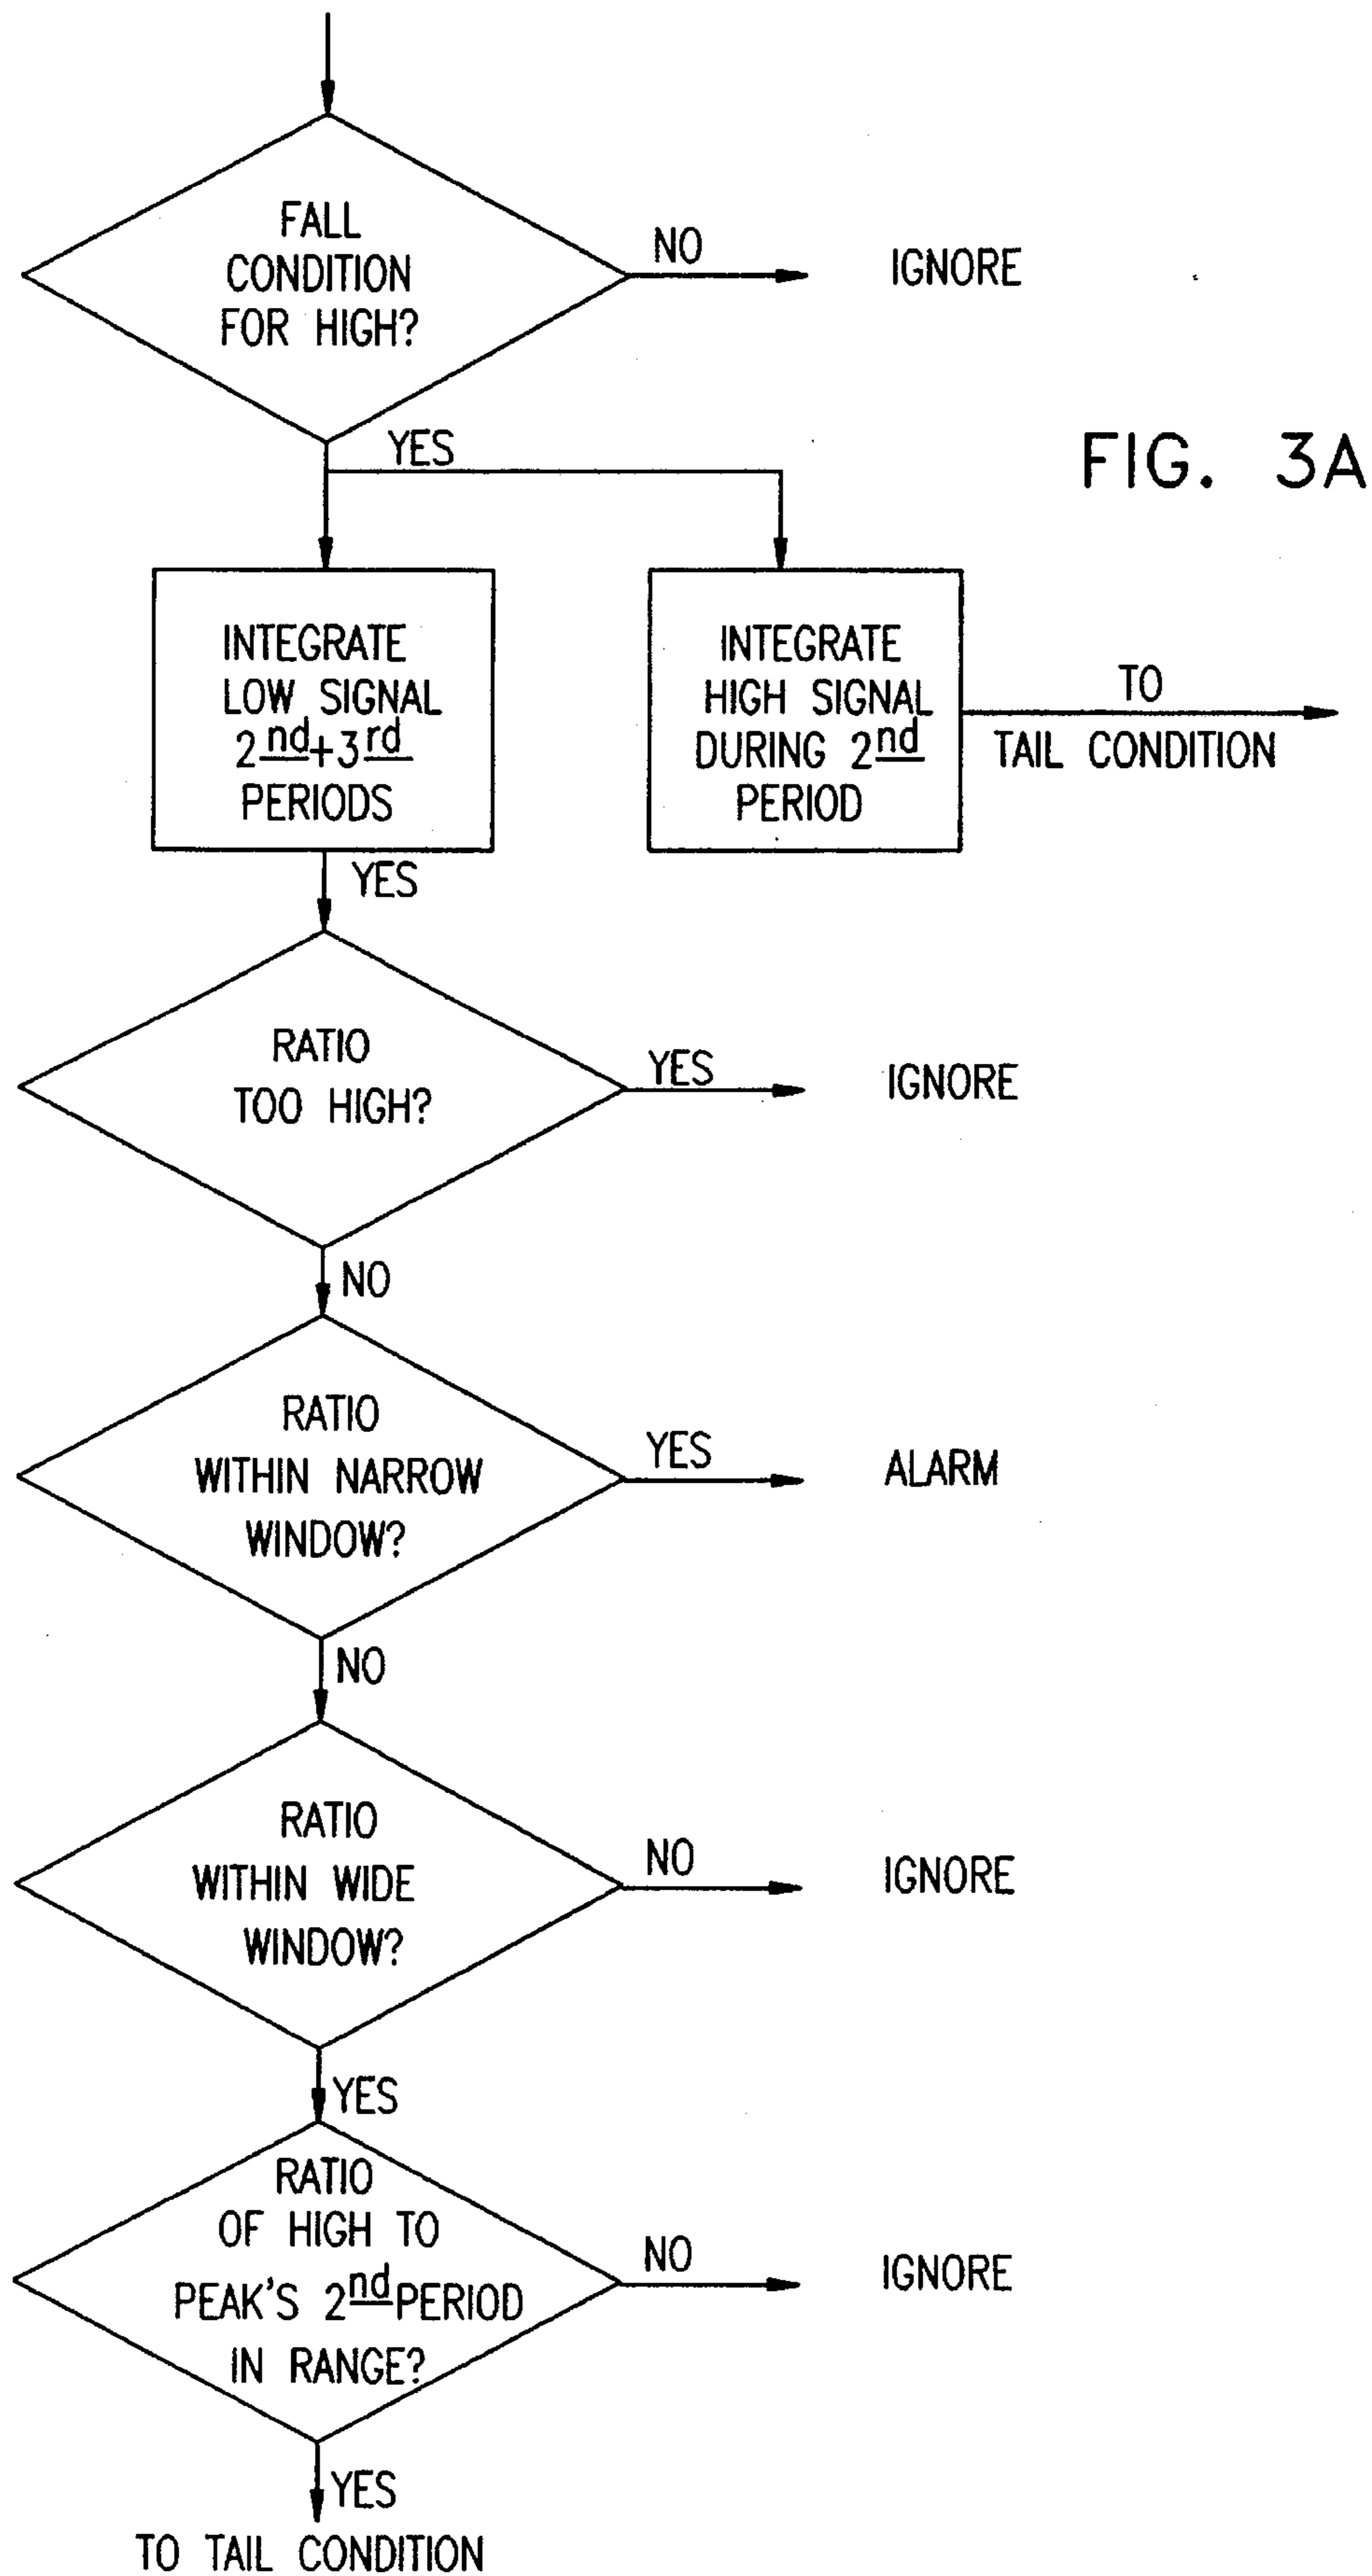 FALL
CONDITION
FOR HIGH?
NO
IGNORE
YES
FIG. 3A
INTEGRATE
LOW SIGNAL
2nd+3rd
PERIODS
INTEGRATE
HIGH SIGNAL
DURING 2nd
PERIOD
TO
TAIL CONDITION
YES
RATIO
TOO HIGH?
YES
IGNORE
NO
RATIO
WITHIN NARROW
WINDOW?
YES
ALARM
NO
RATIO
WITHIN WIDE
WINDOW?
NO
IGNORE
YES
RATIO
OF HIGH TO
PEAK'S 2nd PERIOD
IN RANGE?
NO
IGNORE
YES
TO TAIL CONDITION